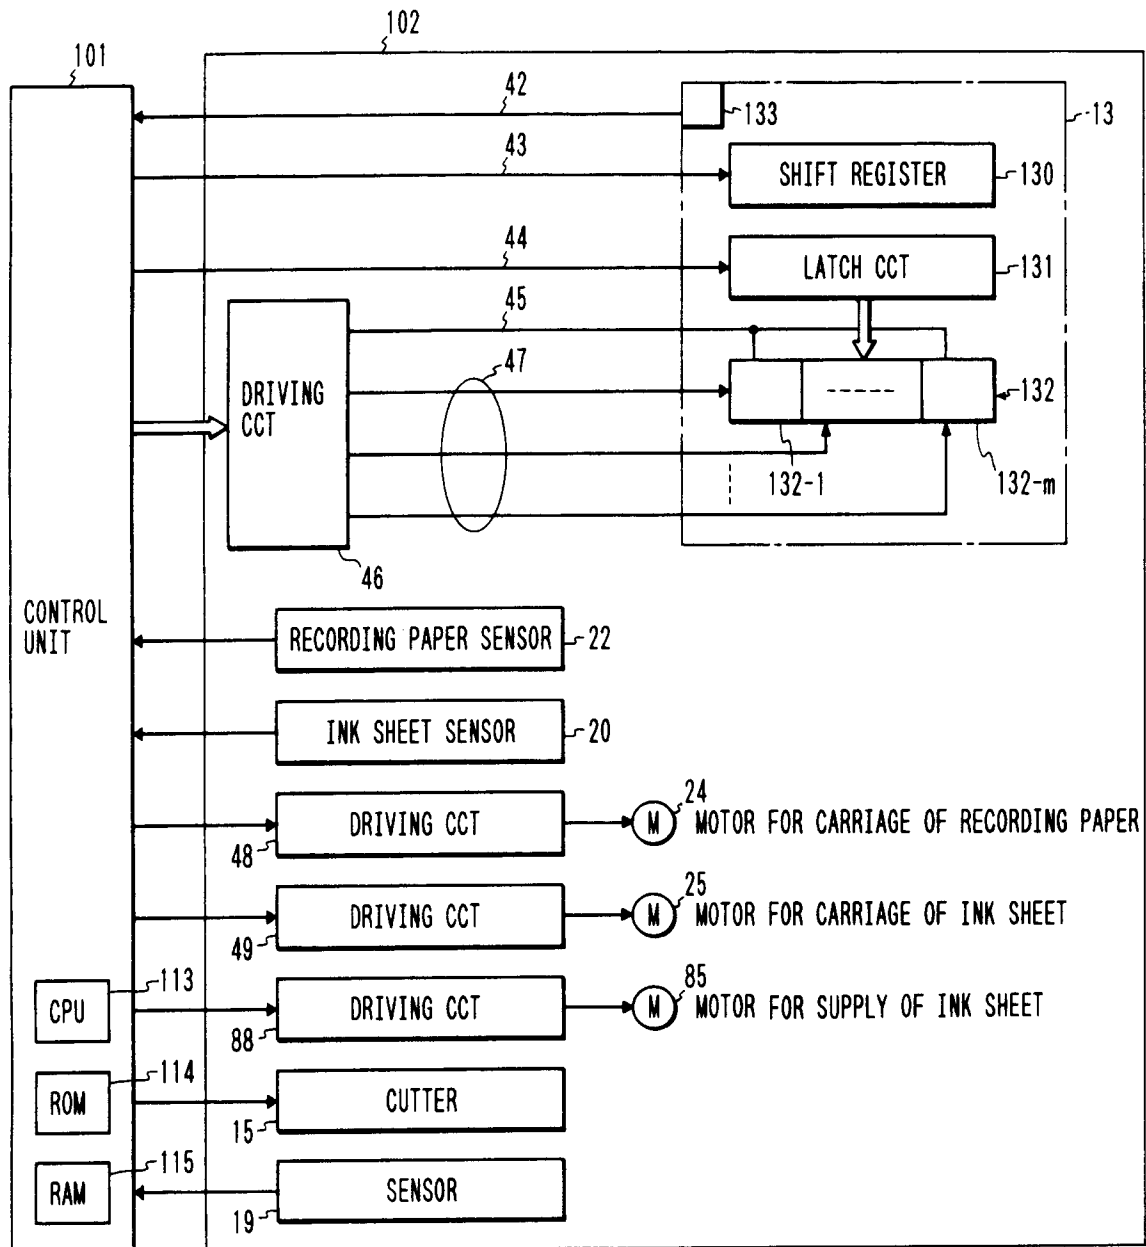 102
101
42
133
13
43
SHIFT REGISTER
130
44
LATCH CCT
131
45
47
DRIVING
CCT
132
132-1
132-m
46
CONTROL
UNIT
RECORDING PAPER SENSOR
22
INK SHEET SENSOR
20
DRIVING CCT
48
M
24
MOTOR FOR CARRIAGE OF RECORDING PAPER
DRIVING CCT
49
M
25
MOTOR FOR CARRIAGE OF INK SHEET
CPU
113
DRIVING CCT
88
M
85
MOTOR FOR SUPPLY OF INK SHEET
ROM
114
CUTTER
15
RAM
115
SENSOR
19